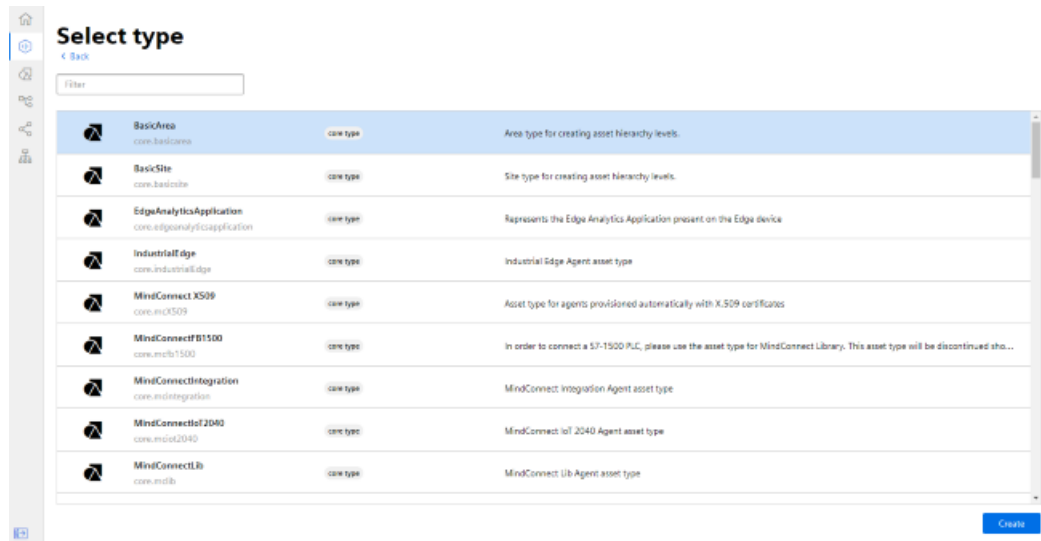 Select type
< Back
Filter
BasicArea
core.basicarea
core type
Area type for creating asset hierarchy levels.
BasicSite
core.basicsite
core type
Site type for creating asset hierarchy levels.
EdgeAnalyticsApplication
core.edgeanalyticsapplication
core type
Represents the Edge Analytics Application present on the Edge device
IndustrialEdge
core.industrialEdge
core type
Industrial Edge Agent asset type
MindConnect X509
core.mcX509
core type
Asset type for agents provisioned automatically with X.509 certificates
MindConnectFB1500
core.mcfb1500
core type
In order to connect a S7-1500 PLC, please use the asset type for MindConnect Library. This asset type will be discontinued sho...
MindConnectIntegration
core.mcintegration
core type
MindConnect Integration Agent asset type
MindConnectIoT2040
core.mciot2040
core type
MindConnect IoT 2040 Agent asset type
MindConnectLib
core.mclib
core type
MindConnect Lib Agent asset type
Create